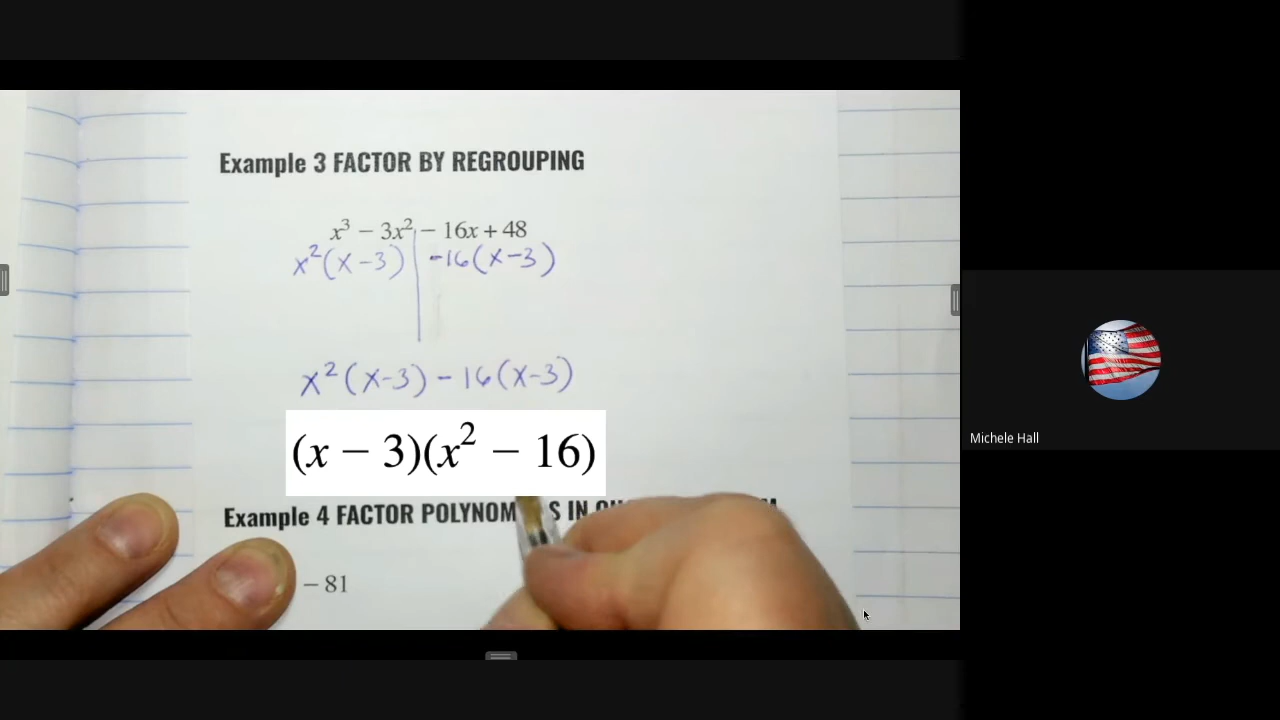 Example 3 FACTOR BY REGROUPING
x³ − 3x² − 16x + 48
x²(x−3) −16(x−3)
x²(x−3) − 16(x−3)
(x − 3)(x² − 16)
Example 4 FACTOR
− 81
Michele Hall